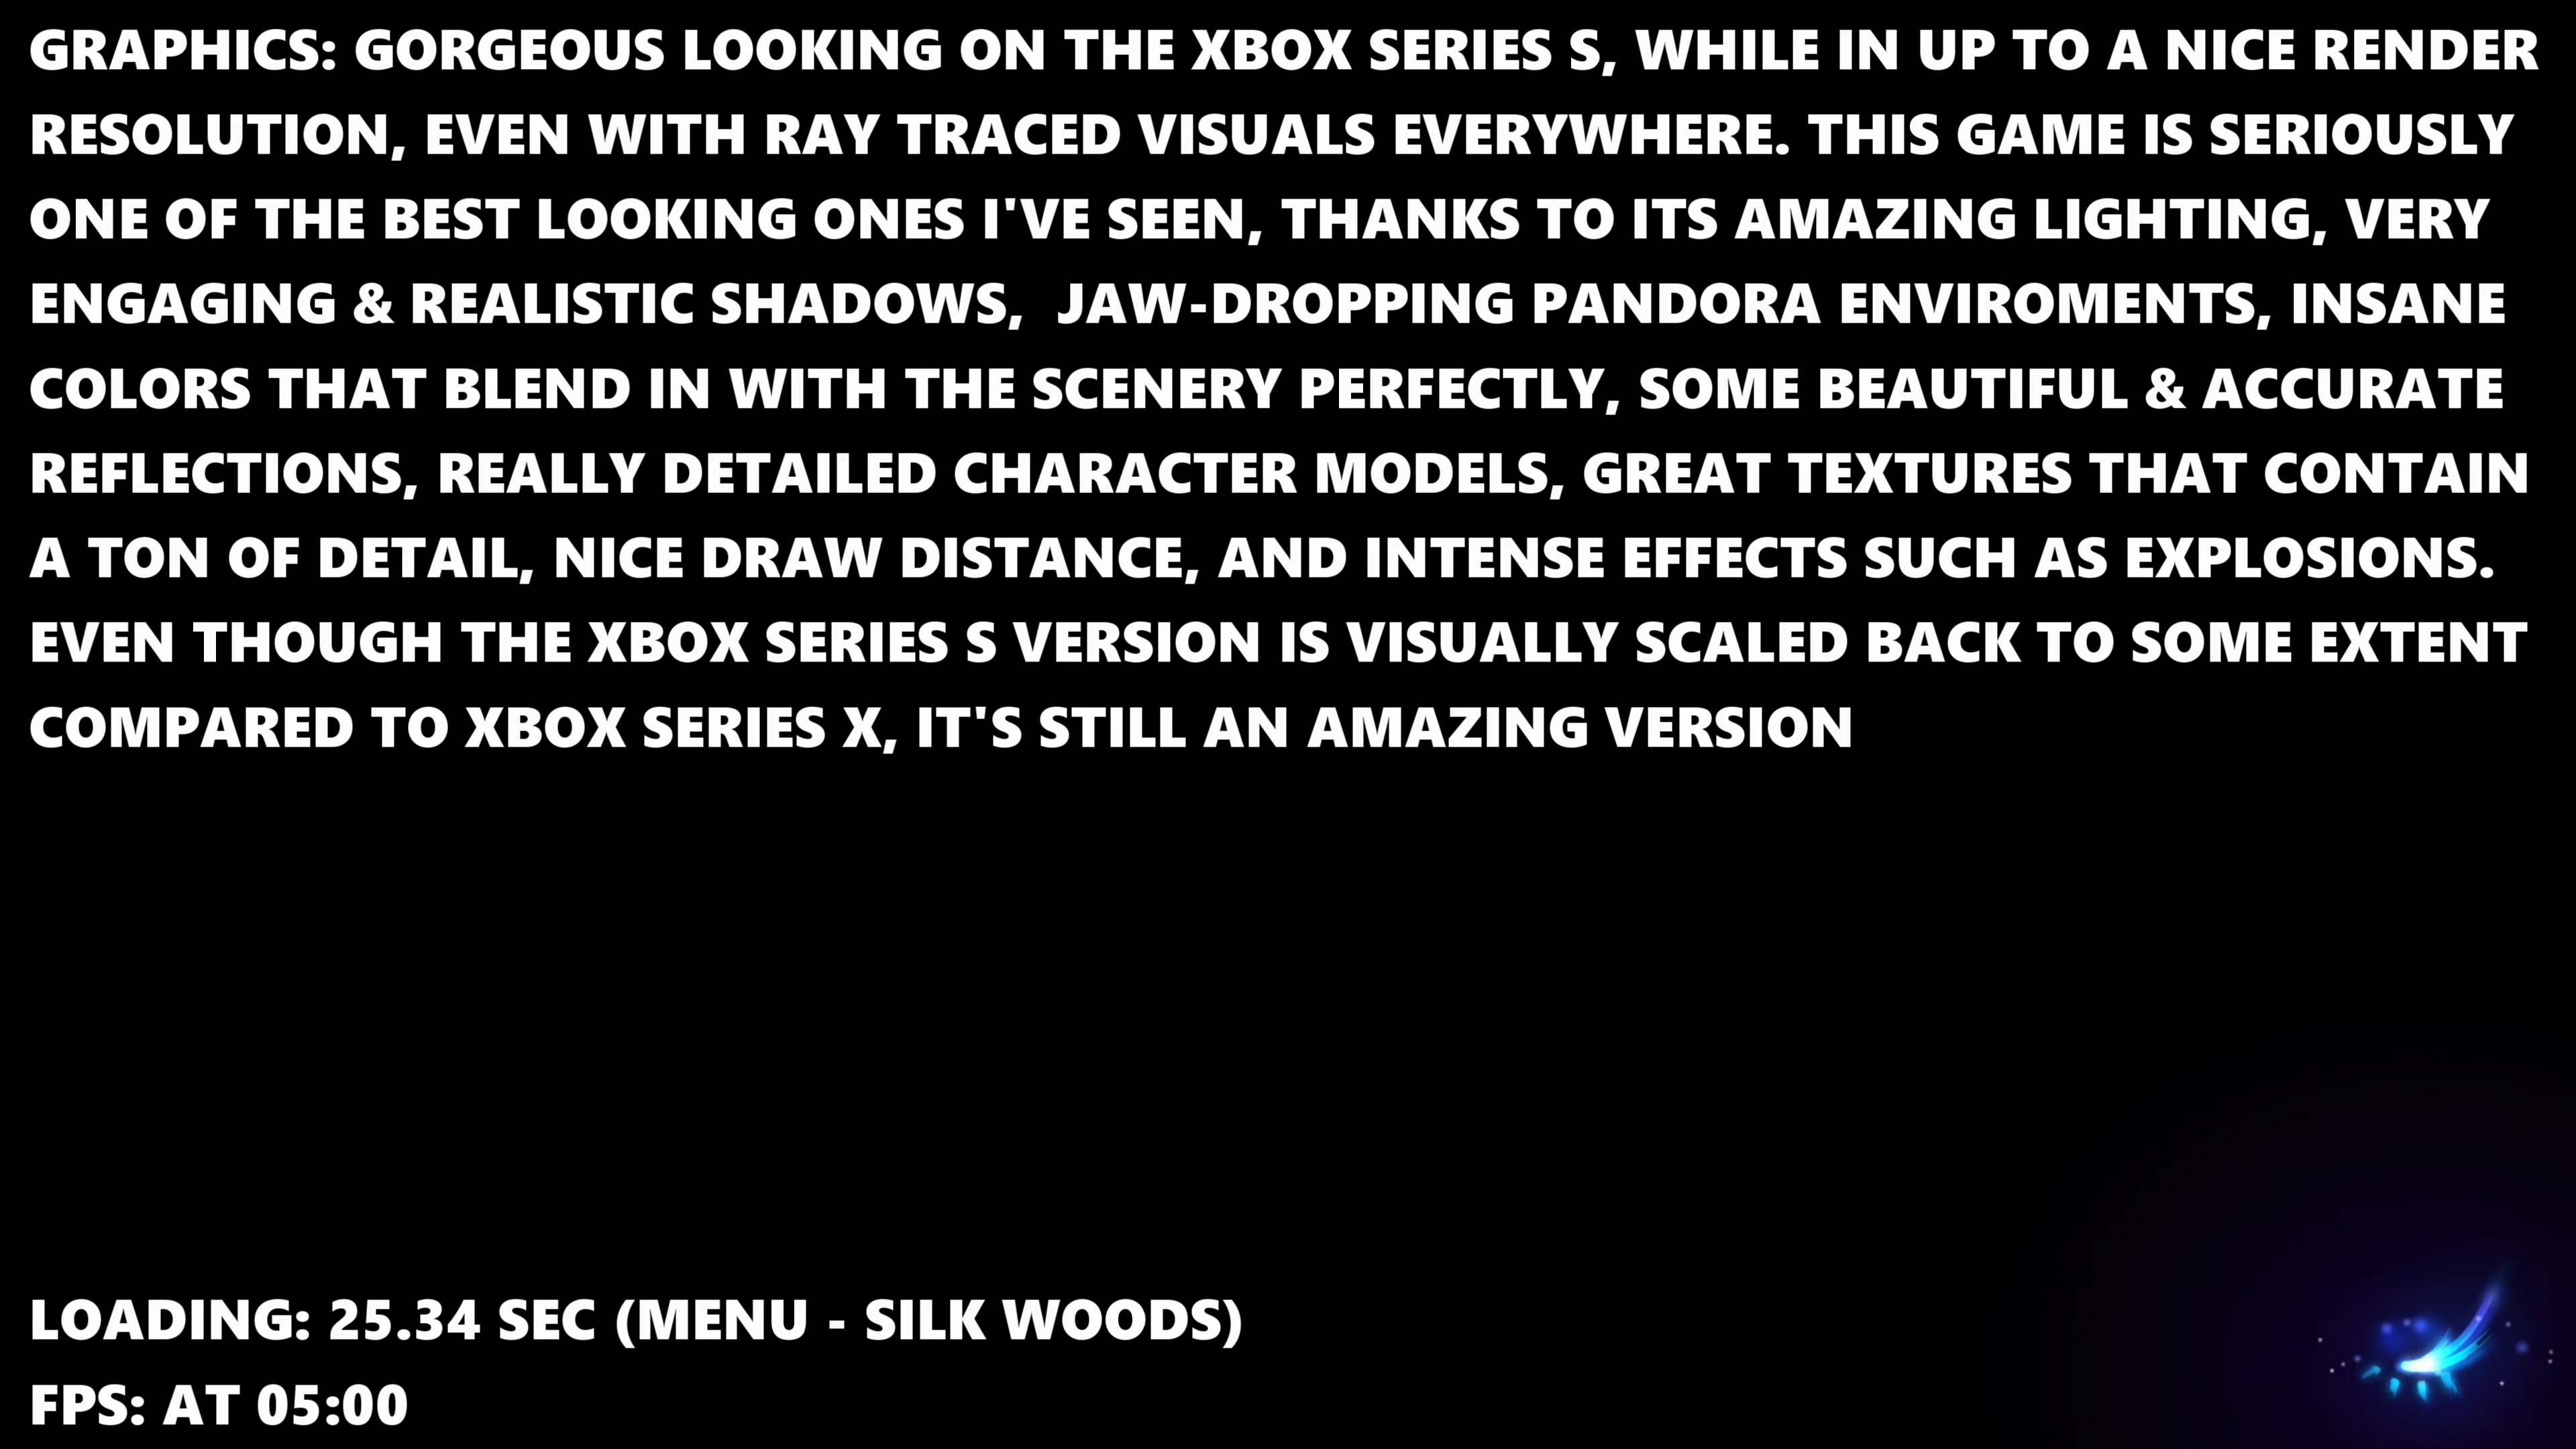 GRAPHICS: GORGEOUS LOOKING ON THE XBOX SERIES S, WHILE IN UP TO A NICE RENDER
RESOLUTION, EVEN WITH RAY TRACED VISUALS EVERYWHERE. THIS GAME IS SERIOUSLY
ONE OF THE BEST LOOKING ONES I'VE SEEN, THANKS TO ITS AMAZING LIGHTING, VERY
ENGAGING & REALISTIC SHADOWS,  JAW-DROPPING PANDORA ENVIROMENTS, INSANE
COLORS THAT BLEND IN WITH THE SCENERY PERFECTLY, SOME BEAUTIFUL & ACCURATE
REFLECTIONS, REALLY DETAILED CHARACTER MODELS, GREAT TEXTURES THAT CONTAIN
A TON OF DETAIL, NICE DRAW DISTANCE, AND INTENSE EFFECTS SUCH AS EXPLOSIONS.
EVEN THOUGH THE XBOX SERIES S VERSION IS VISUALLY SCALED BACK TO SOME EXTENT
COMPARED TO XBOX SERIES X, IT'S STILL AN AMAZING VERSION
LOADING: 25.34 SEC (MENU - SILK WOODS)
FPS: AT 05:00